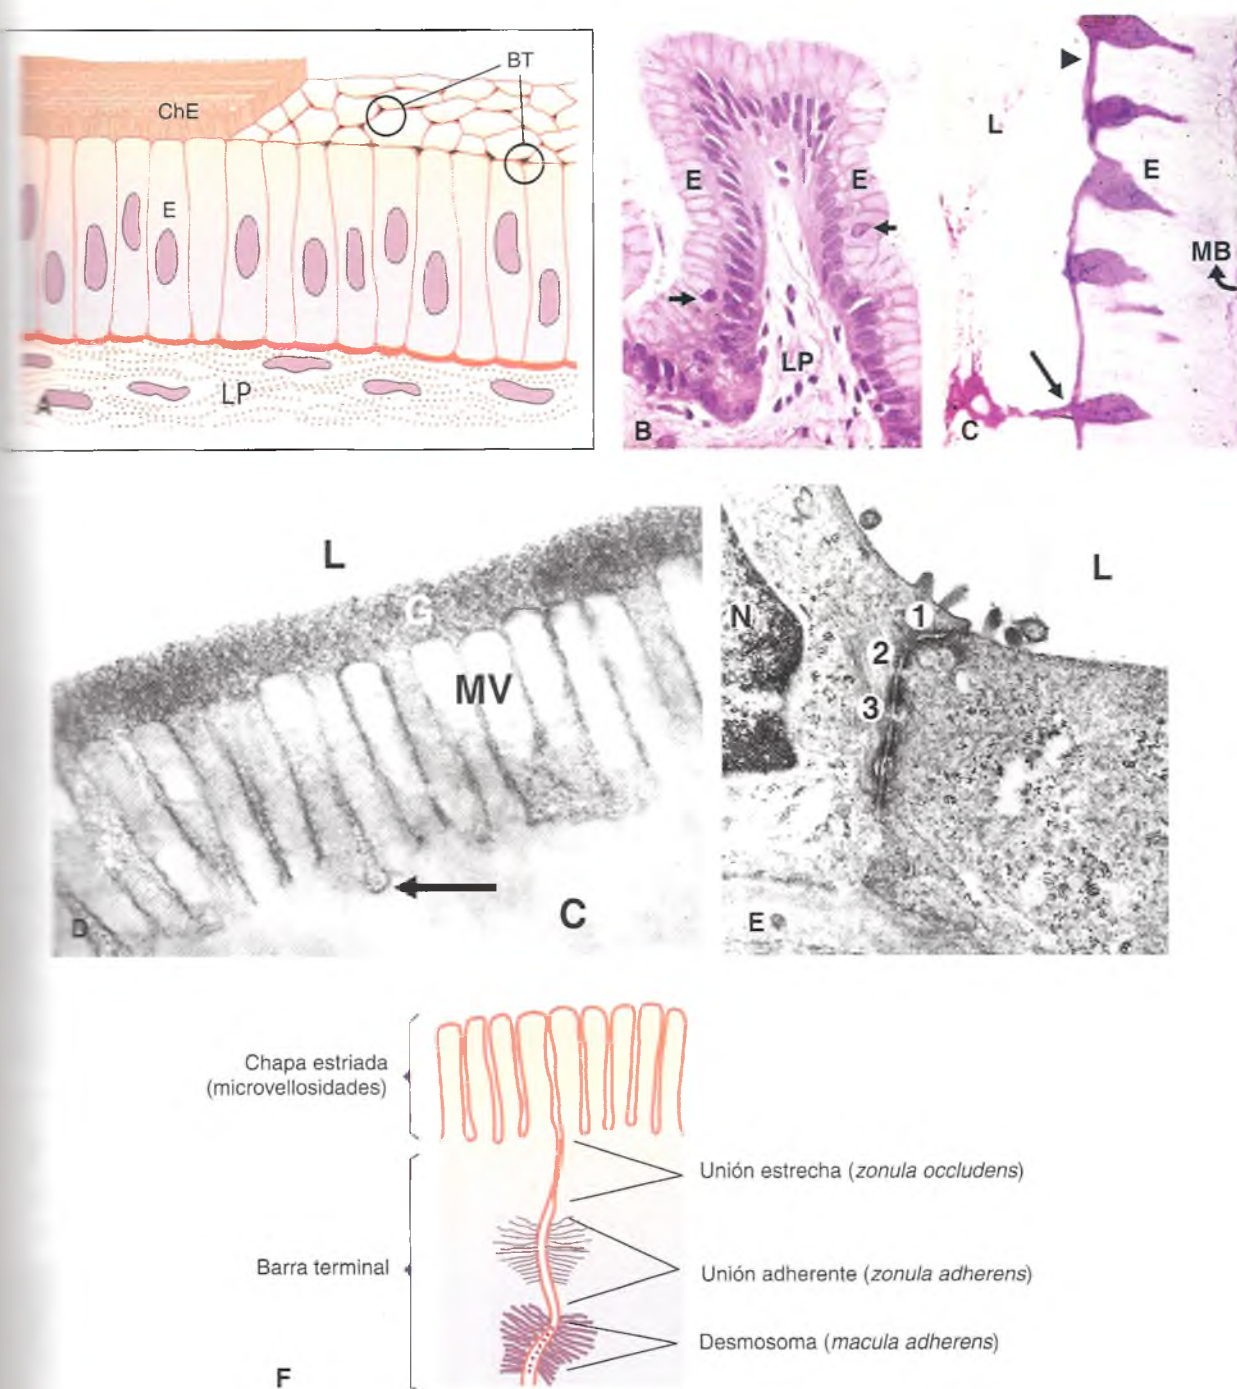 BT
ChE
E
LP
A
E
E
LP
B
L
E
MB
C
L
G
MV
D
C
N
1
2
3
L
E
Chapa estriada
(microvellosidades)
Unión estrecha (zonula occludens)
Barra terminal
Unión adherente (zonula adherens)
Desmosoma (macula adherens)
F